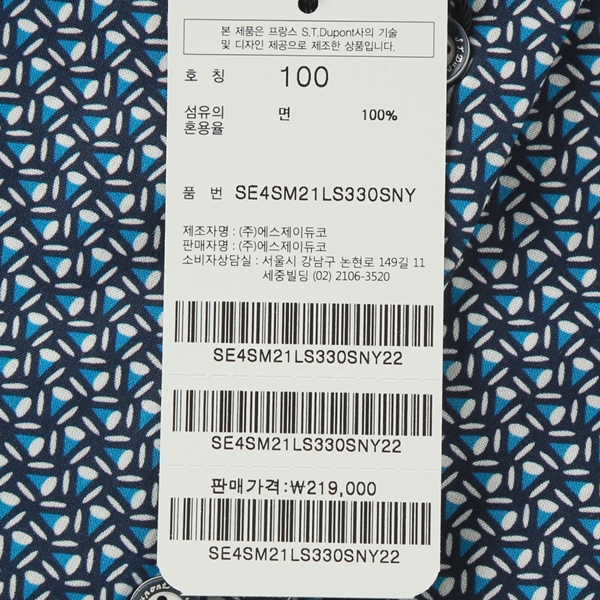 본 제품은 프랑스 S,T,Dupont사의 기술
및 디자인 제공으로 제조한 상품입니다.
호 칭 100
섬유의 면 100%
혼용율
품 번 SE4SM21LS330SNY
제조자명 : (주)에스제이듀코
판매자명 : (주)에스제이듀코
소비자상담실 : 서울시 강남구 논현로 149길 11
세중빌딩 (02) 2106-3520
SE4SM21LS330SNY22
SE4SM21LS330SNY22
판매가격:₩219,000
SE4SM21LS330SNY22